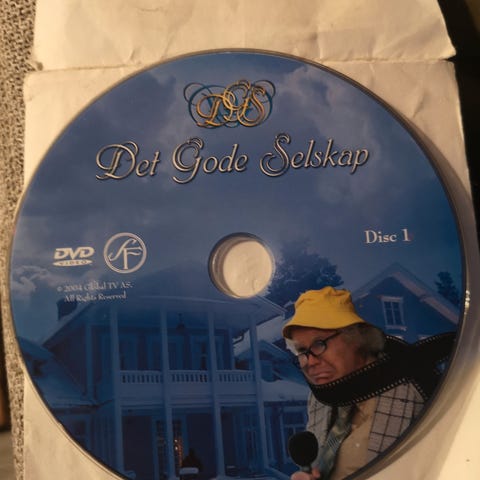 DGS
Det Gode Selskap
Disc 1
DVD
VIDEO
SF
© 2004 Global TV AS.
All Rights Reserved